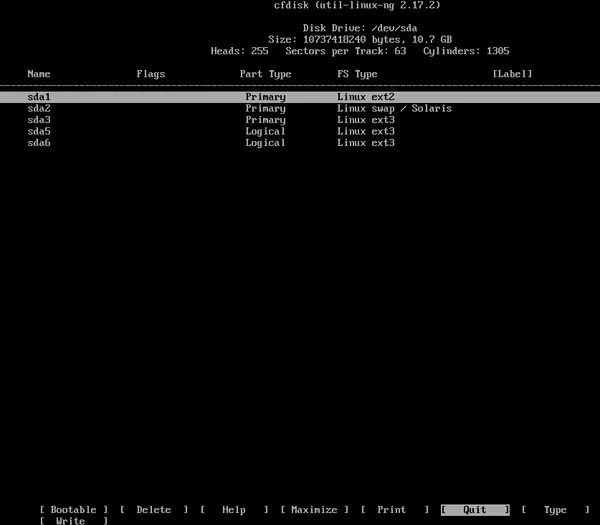 cfdisk (util-linux-ng 2.17.2)
Disk Drive: /dev/sda
Size: 10737418240 bytes, 10.7 GB
Heads: 255 Sectors per Track: 63 Cylinders: 1305
Name Flags Part Type FS Type [Label]
sda1 Primary Linux ext2
sda2 Primary Linux swap / Solaris
sda3 Primary Linux ext3
sda5 Logical Linux ext3
sda6 Logical Linux ext3
[ Bootable ] [ Delete ] [ Help ] [ Maximize ] [ Print ] [ Quit ] [ Type ]
[ Write ]